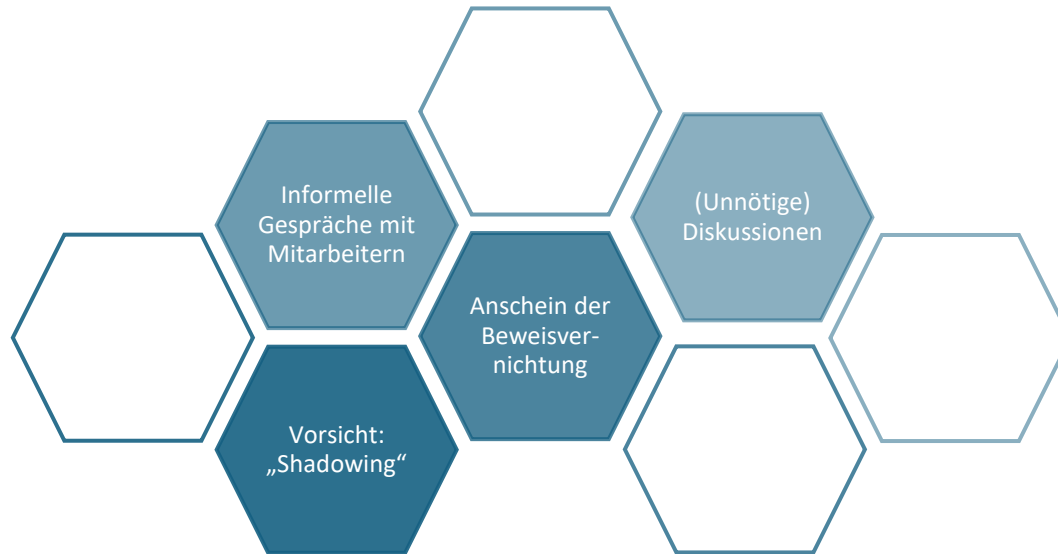 Informelle
Gespräche mit
Mitarbeitern
(Unnötige)
Diskussionen
Anschein der
Beweisver-
nichtung
Vorsicht:
„Shadowing“